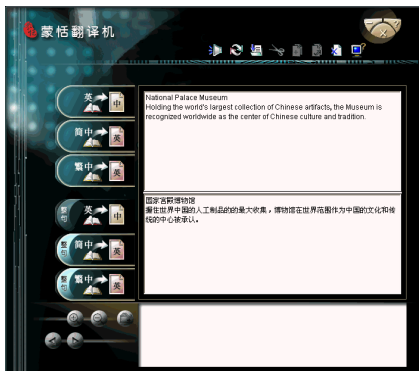 蒙恬翻译机
英 中
简中 英
繁中 英
整句 英 中
整句 简中 英
整句 繁中 英
National Palace Museum
Holding the world's largest collection of Chinese artifacts, the Museum is
recognized worldwide as the center of Chinese culture and tradition.
国家宫殿博物馆
握住世界中国的人工制品的的最大收集，博物馆在世界范围作为中国的文化和传
统的中心被承认。